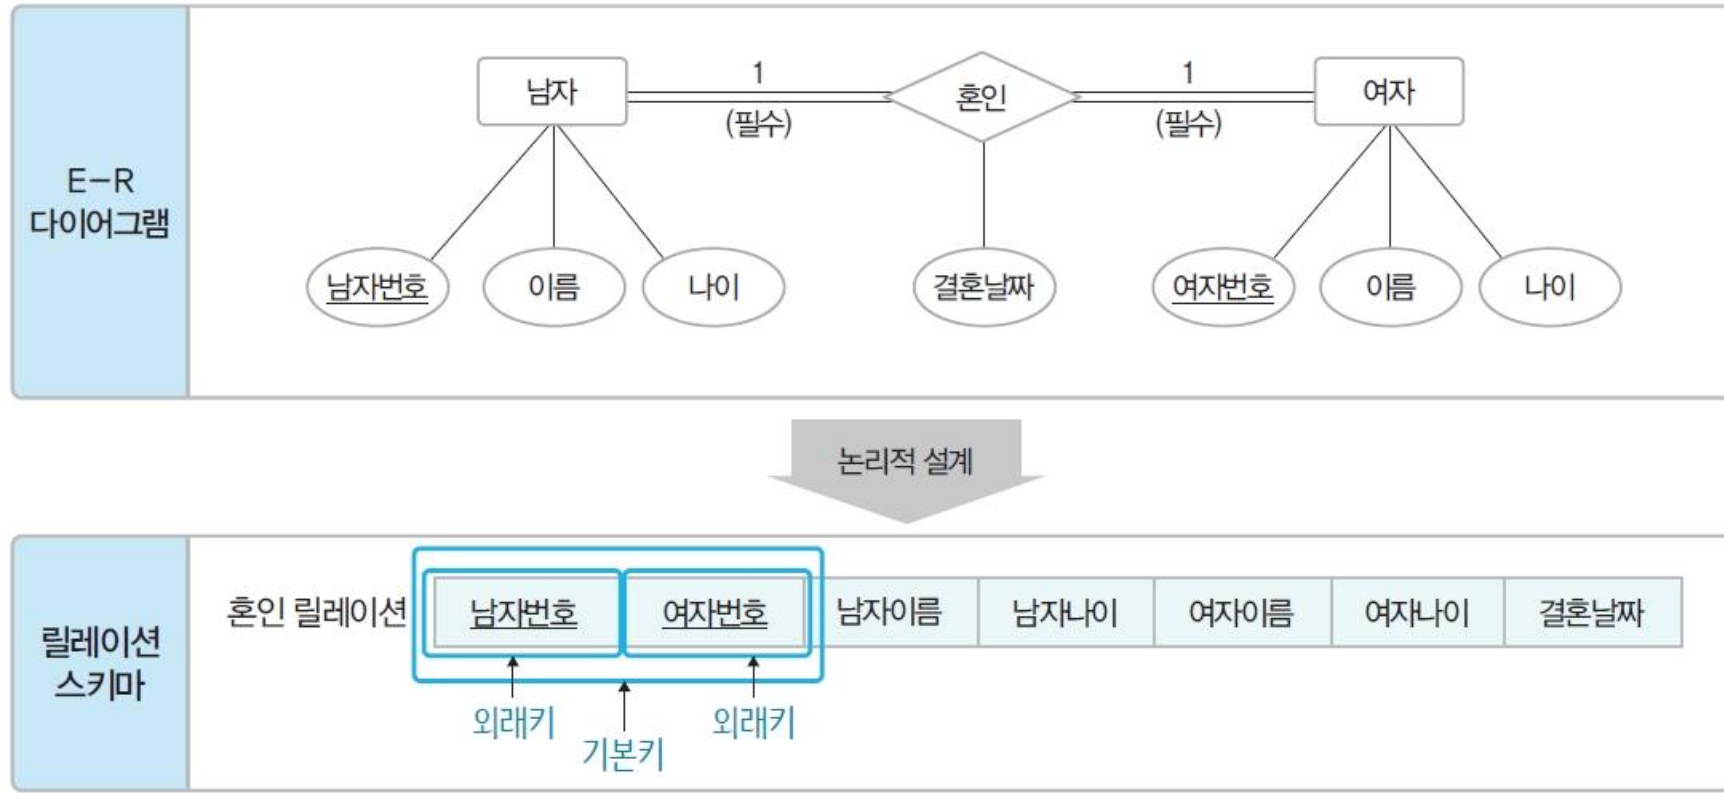 E-R
다이어그램
남자
1
(필수)
혼인
1
(필수)
여자
남자번호
이름
나이
결혼날짜
여자번호
이름
나이
논리적 설계
릴레이션
스키마
혼인 릴레이션
남자번호
여자번호
남자이름
남자나이
여자이름
여자나이
결혼날짜
외래키
기본키
외래키